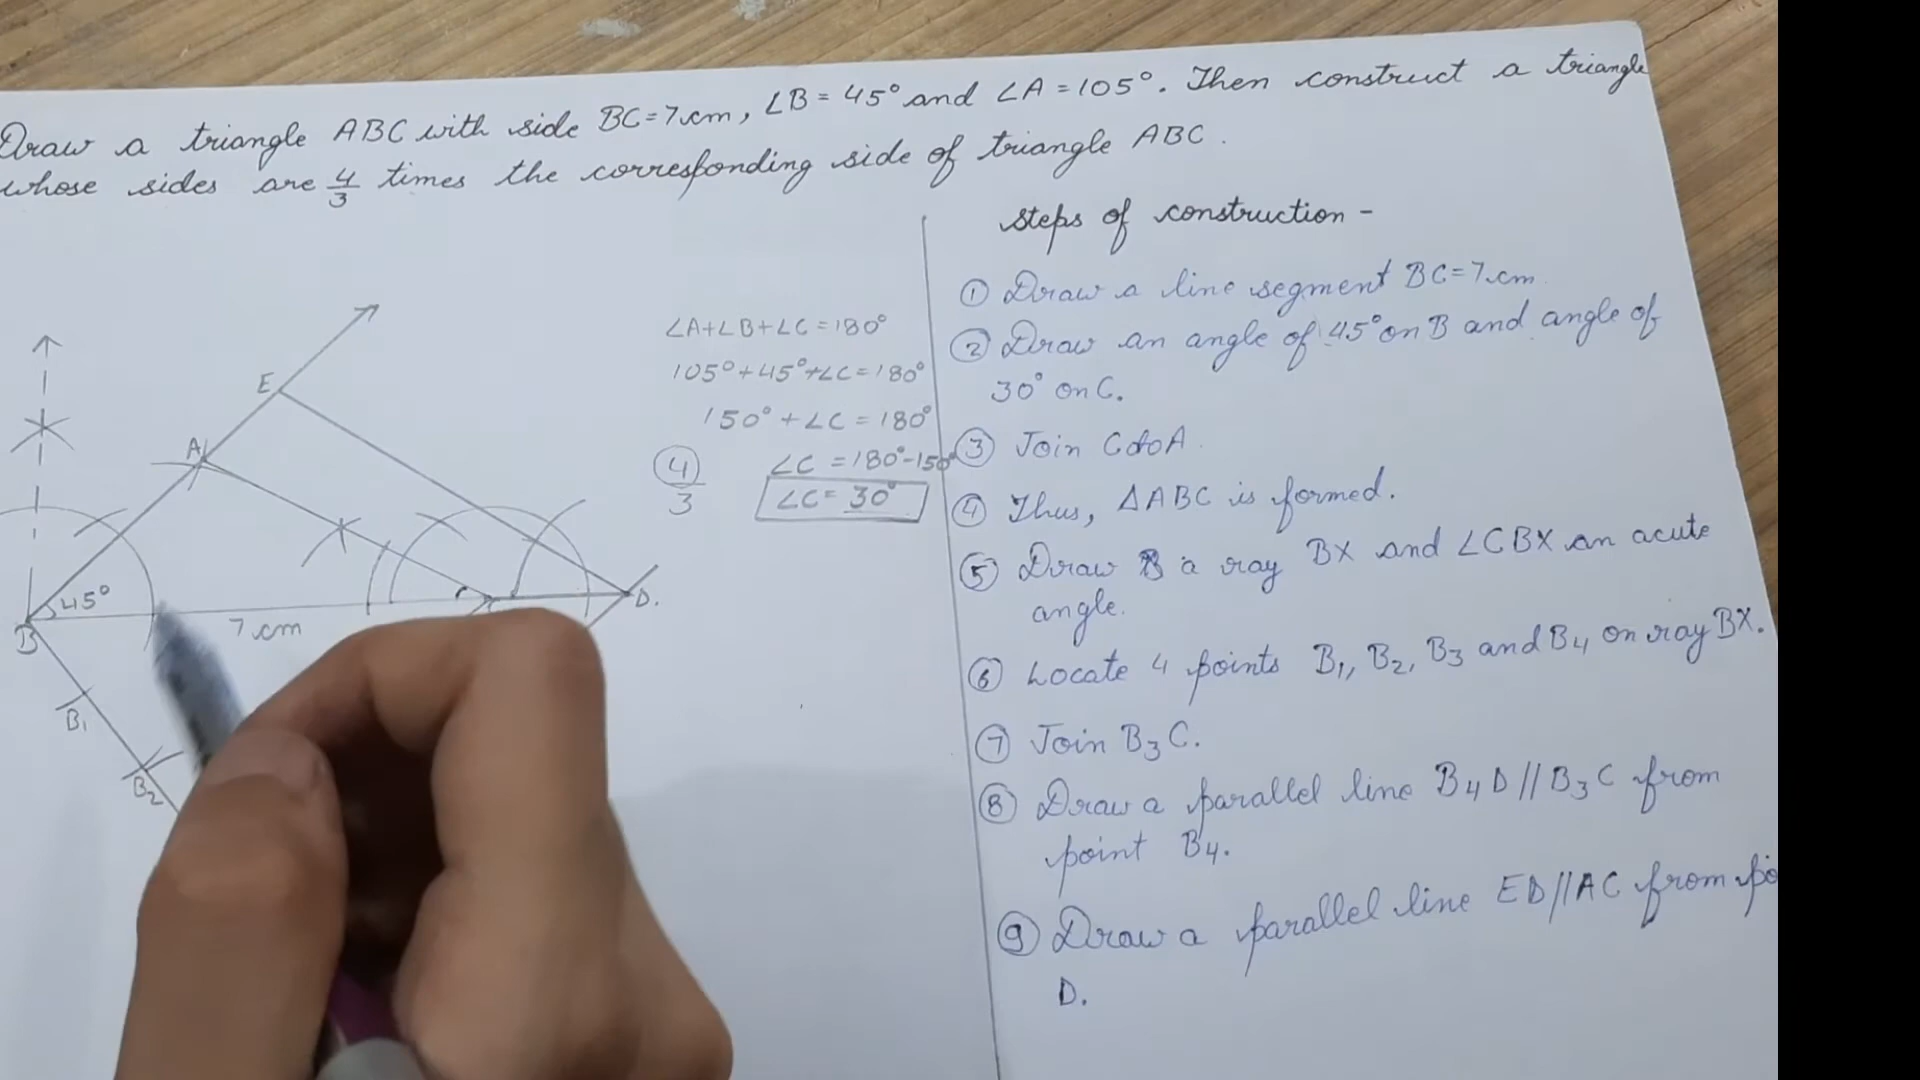 Draw a triangle ABC with side BC=7cm, ∠B=45° and ∠A=105°. Then construct a triangle
whose sides are 4/3 times the corresponding side of triangle ABC.
E
A
45°
B
7cm
D.
B1
B2
∠A+∠B+∠C=180°
105°+45°+∠C=180°
150°+∠C=180°
∠C=180°-150°
∠C=30°
4/3
steps of construction -
① Draw a line segment BC=7cm
② Draw an angle of 45° on B and angle of
30° on C.
③ Join C to A.
④ Thus, △ABC is formed.
⑤ Draw a ray BX and ∠CBX an acute
angle.
⑥ Locate 4 points B1, B2, B3 and B4 on ray BX.
⑦ Join B3C.
⑧ Draw a parallel line B4D//B3C from
point B4.
⑨ Draw a parallel line ED//AC from
D.